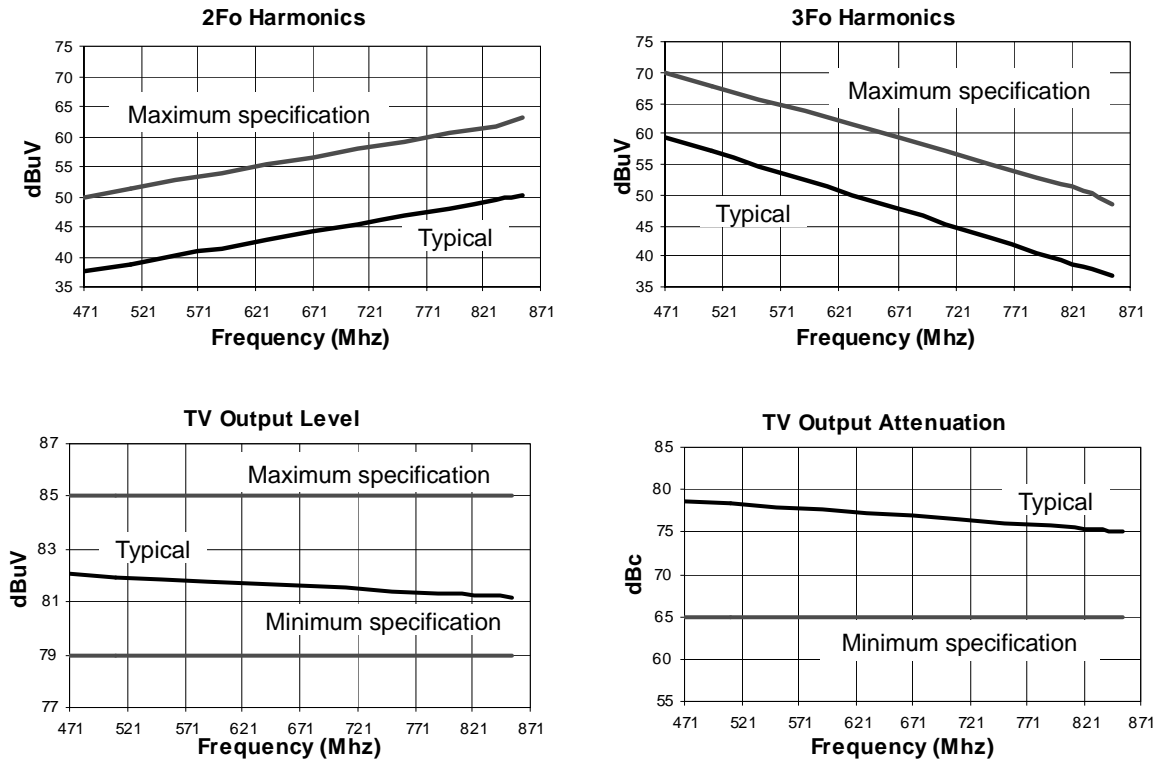 2Fo Harmonics
75
70
65
60
55
50
45
40
35
dBuV
Maximum specification
Typical
471 521 571 621 671 721 771 821 871
Frequency (Mhz)
3Fo Harmonics
75
70
65
60
55
50
45
40
35
dBuV
Maximum specification
Typical
471 521 571 621 671 721 771 821 871
Frequency (Mhz)
TV Output Level
87
85
83
81
79
77
dBuV
Maximum specification
Typical
Minimum specification
471 521 571 621 671 721 771 821 871
Frequency (Mhz)
TV Output Attenuation
85
80
75
70
65
60
55
dBc
Typical
Minimum specification
471 521 571 621 671 721 771 821 871
Frequency (Mhz)